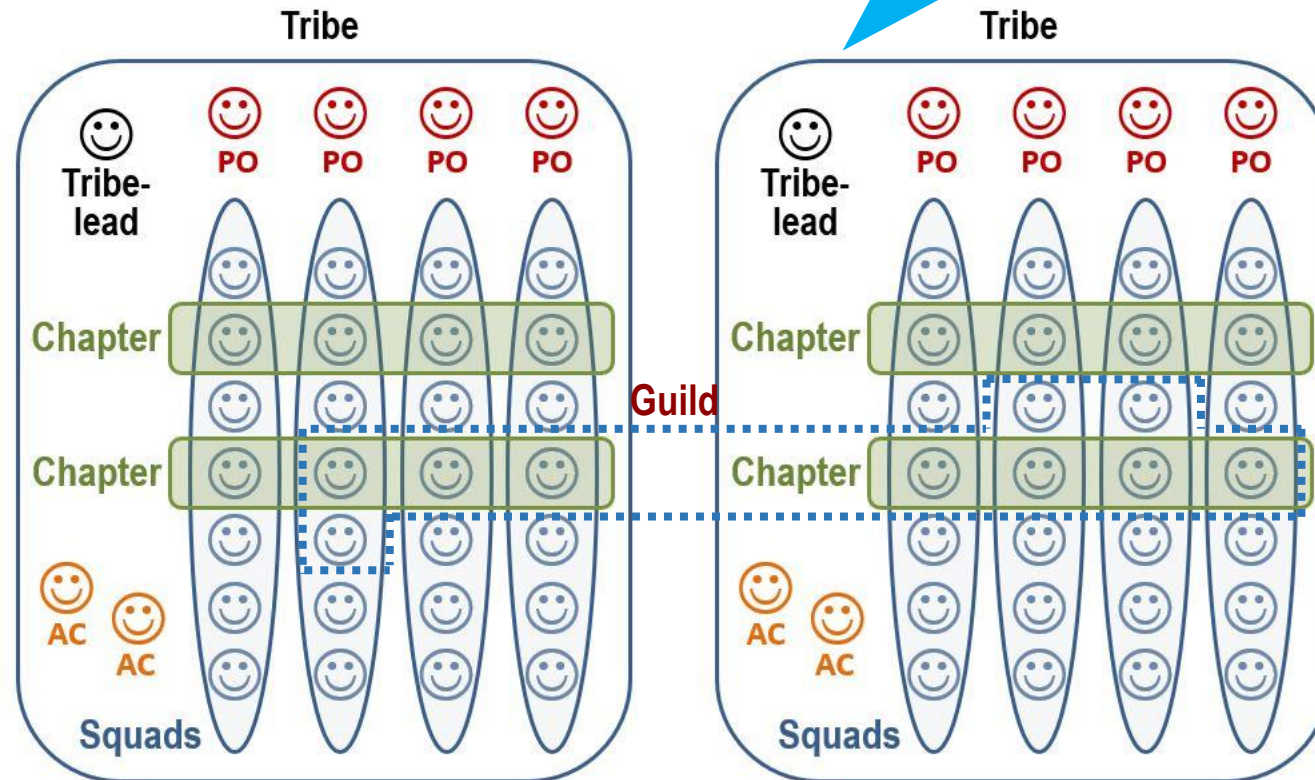 Tribe
PO PO PO PO
Tribe-
lead
Chapter
Chapter
AC
AC
Squads
Guild
Tribe
PO PO PO PO
Tribe-
lead
Chapter
Chapter
AC
AC
Squads